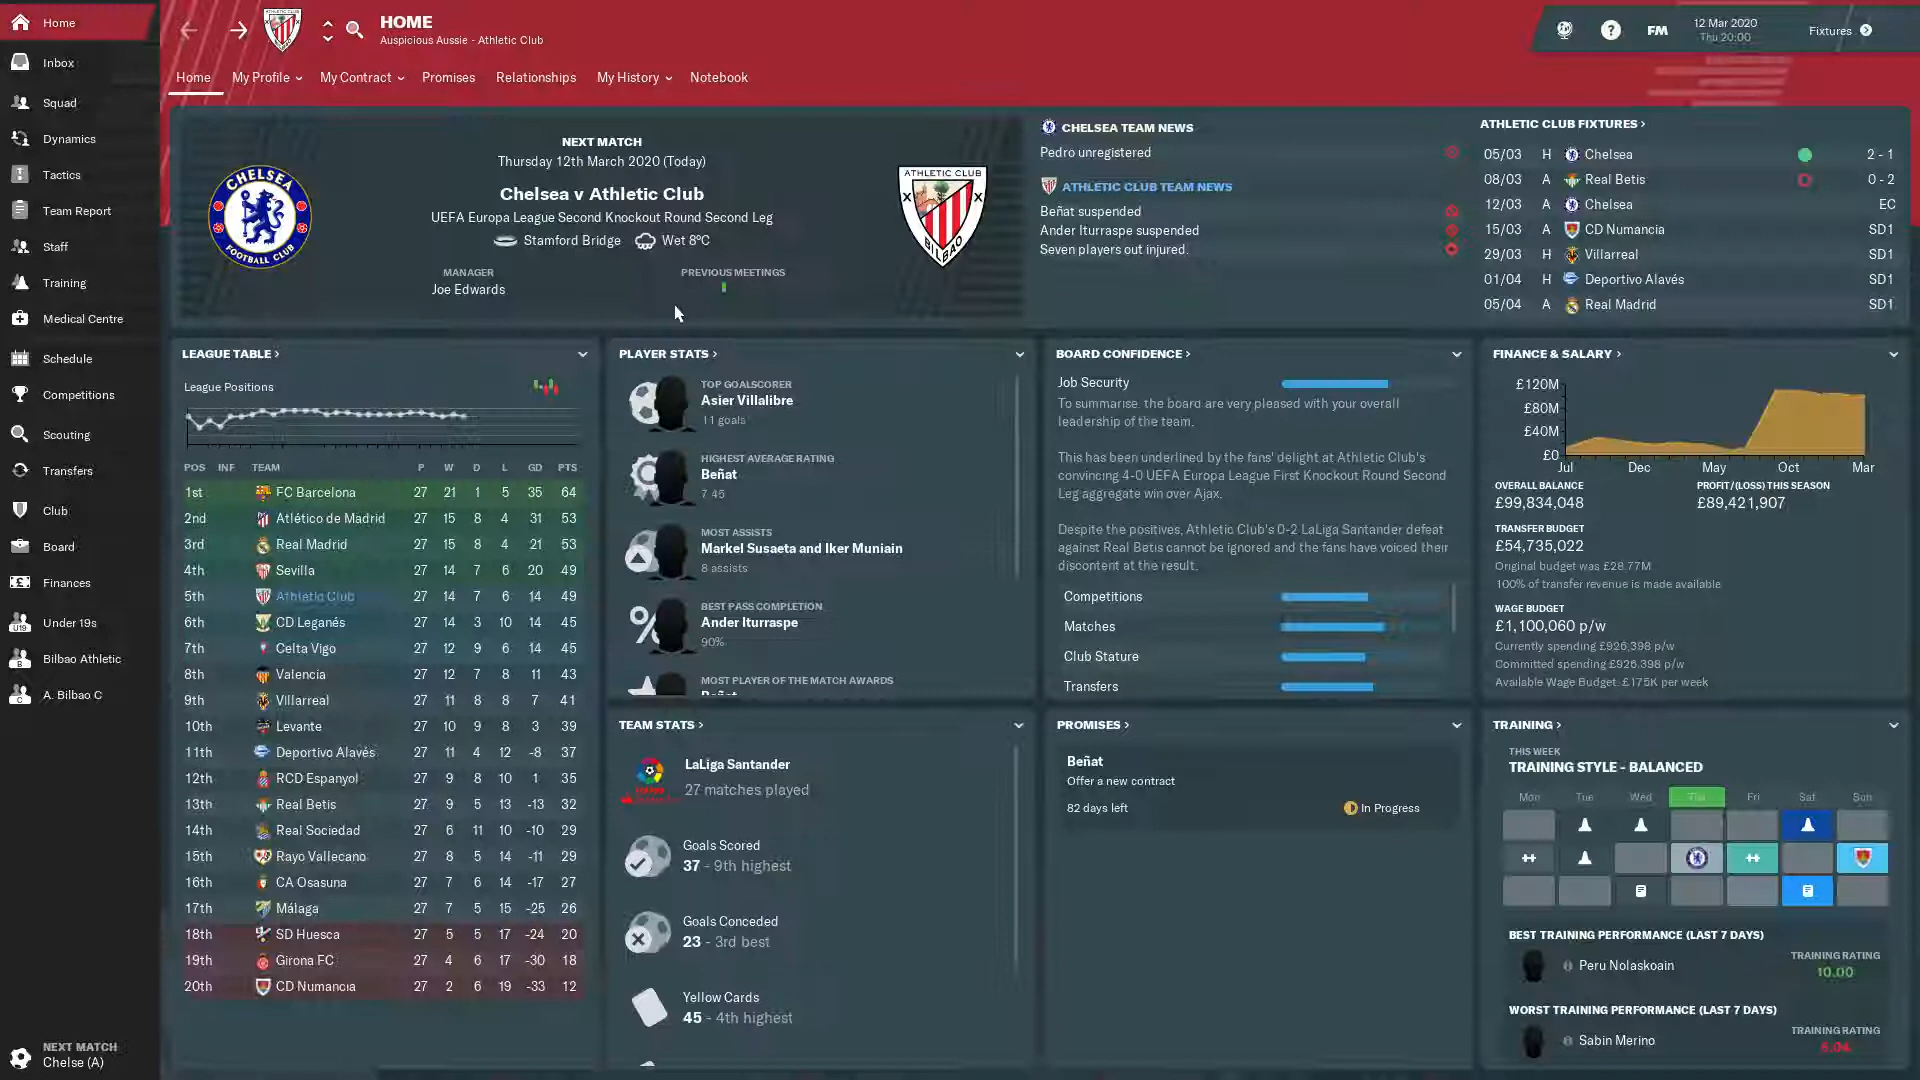 Home
Inbox
Squad
Dynamics
Tactics
Team Report
Staff
Training
Medical Centre
Schedule
Competitions
Scouting
Transfers
Club
Board
Finances
U19 Under 19s
B Bilbao Athletic
C A. Bilbao C
NEXT MATCH
Chelse (A)
HOME
Auspicious Aussie - Athletic Club
? FM
12 Mar 2020
Thu 20:00
Fixtures
Home My Profile My Contract Promises Relationships My History Notebook
NEXT MATCH
Thursday 12th March 2020 (Today)
Chelsea v Athletic Club
UEFA Europa League Second Knockout Round Second Leg
Stamford Bridge Wet 8°C
MANAGER
Joe Edwards
PREVIOUS MEETINGS
CHELSEA
FOOTBALL CLUB
ATHLETIC CLUB
BILBAO
CHELSEA TEAM NEWS
Pedro unregistered
ATHLETIC CLUB TEAM NEWS
Beñat suspended
Ander Iturraspe suspended
Seven players out injured.
ATHLETIC CLUB FIXTURES >
05/03 H Chelsea 2 - 1
08/03 A Real Betis 0 - 2
12/03 A Chelsea EC
15/03 A CD Numancia SD1
29/03 H Villarreal SD1
01/04 H Deportivo Alavés SD1
05/04 A Real Madrid SD1
LEAGUE TABLE >
League Positions
POS INF TEAM P W D L GD PTS
1st FC Barcelona 27 21 1 5 35 64
2nd Atlético de Madrid 27 15 8 4 31 53
3rd Real Madrid 27 15 8 4 21 53
4th Sevilla 27 14 7 6 20 49
5th Athletic Club 27 14 7 6 14 49
6th CD Leganés 27 14 3 10 14 45
7th Celta Vigo 27 12 9 6 14 45
8th Valencia 27 12 7 8 11 43
9th Villarreal 27 11 8 8 7 41
10th Levante 27 10 9 8 3 39
11th Deportivo Alavés 27 11 4 12 -8 37
12th RCD Espanyol 27 9 8 10 1 35
13th Real Betis 27 9 5 13 -13 32
14th Real Sociedad 27 6 11 10 -10 29
15th Rayo Vallecano 27 8 5 14 -11 29
16th CA Osasuna 27 7 6 14 -17 27
17th Málaga 27 7 5 15 -25 26
18th SD Huesca 27 5 5 17 -24 20
19th Girona FC 27 4 6 17 -30 18
20th CD Numancia 27 2 6 19 -33 12
PLAYER STATS >
TOP GOALSCORER
Asier Villalibre
11 goals
HIGHEST AVERAGE RATING
Beñat
7.45
MOST ASSISTS
Markel Susaeta and Iker Muniain
8 assists
BEST PASS COMPLETION
Ander Iturraspe
90%
MOST PLAYER OF THE MATCH AWARDS
Beñat
TEAM STATS >
LaLiga Santander
27 matches played
Goals Scored
37 - 9th highest
Goals Conceded
23 - 3rd best
Yellow Cards
45 - 4th highest
BOARD CONFIDENCE >
Job Security
To summarise, the board are very pleased with your overall
leadership of the team.
This has been underlined by the fans' delight at Athletic Club's
convincing 4-0 UEFA Europa League First Knockout Round Second
Leg aggregate win over Ajax.
Despite the positives, Athletic Club's 0-2 LaLiga Santander defeat
against Real Betis cannot be ignored and the fans have voiced their
discontent at the result.
Competitions
Matches
Club Stature
Transfers
PROMISES >
Beñat
Offer a new contract
82 days left
In Progress
FINANCE & SALARY >
£120M
£80M
£40M
£0
Jul Dec May Oct Mar
OVERALL BALANCE
£99,834,048
PROFIT/(LOSS) THIS SEASON
£89,421,907
TRANSFER BUDGET
£54,735,022
Original budget was £28.77M
100% of transfer revenue is made available
WAGE BUDGET
£1,100,060 p/w
Currently spending £926,398 p/w
Committed spending £926,398 p/w
Available Wage Budget: £175K per week
TRAINING >
THIS WEEK
TRAINING STYLE - BALANCED
Mon Tue Wed Thu Fri Sat Sun
BEST TRAINING PERFORMANCE (LAST 7 DAYS)
Peru Nolaskoain
TRAINING RATING
10.00
WORST TRAINING PERFORMANCE (LAST 7 DAYS)
Sabin Merino
TRAINING RATING